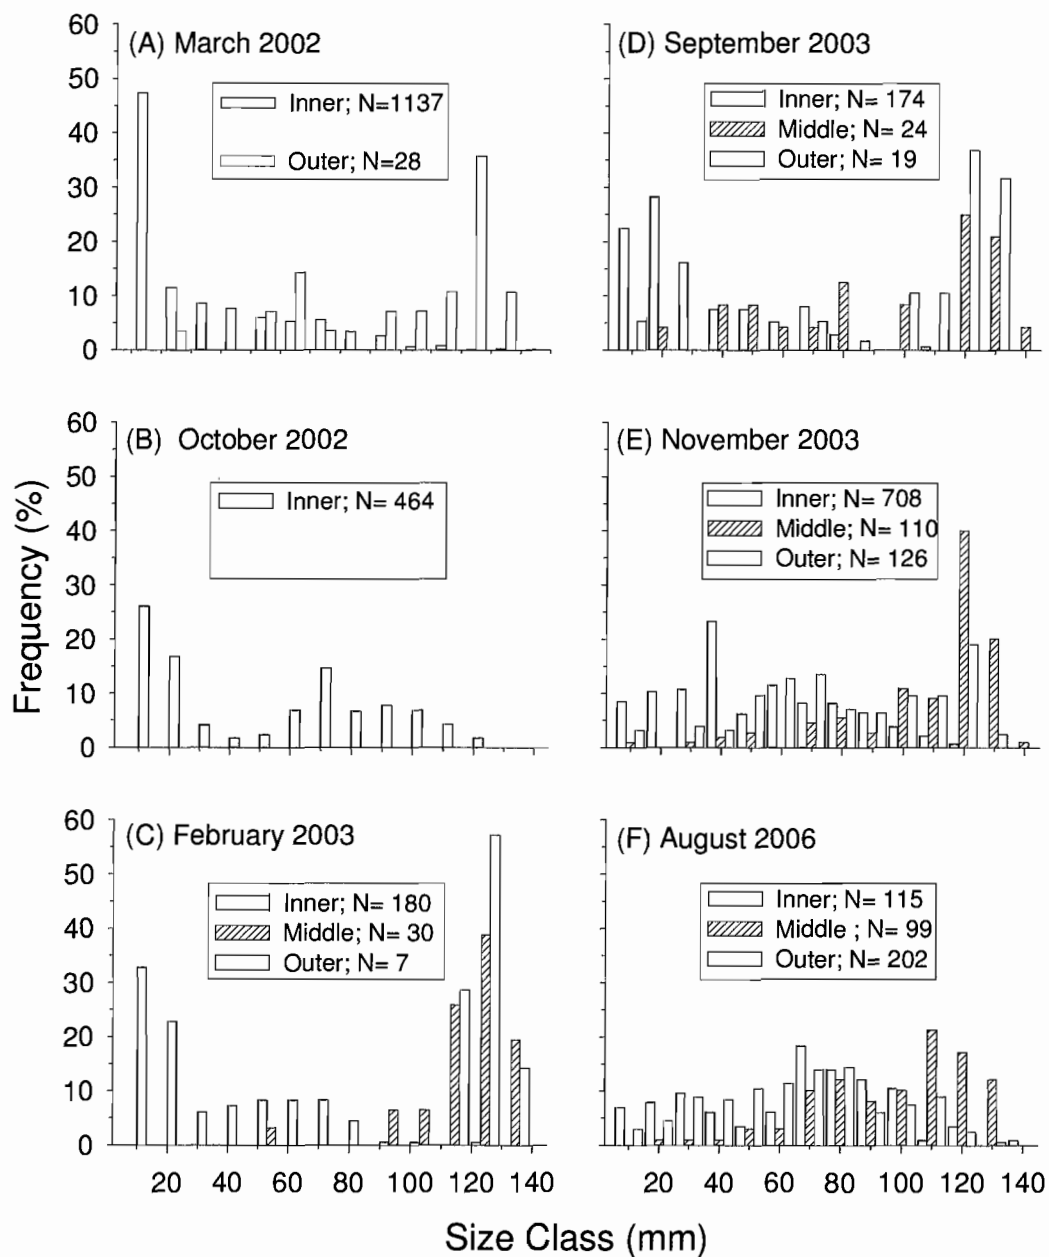 (A) March 2002
60
50
40
30
20
10
0
Inner; N=1137
Outer; N=28
(D) September 2003
Inner; N= 174
Middle; N= 24
Outer; N= 19
(B) October 2002
60
50
40
30
20
10
0
Inner; N= 464
(E) November 2003
Inner; N= 708
Middle; N= 110
Outer; N= 126
Frequency (%)
(C) February 2003
60
50
40
30
20
10
0
Inner; N= 180
Middle; N= 30
Outer; N= 7
20 40 60 80 100 120 140
(F) August 2006
Inner; N= 115
Middle ; N= 99
Outer; N= 202
20 40 60 80 100 120 140
Size Class (mm)